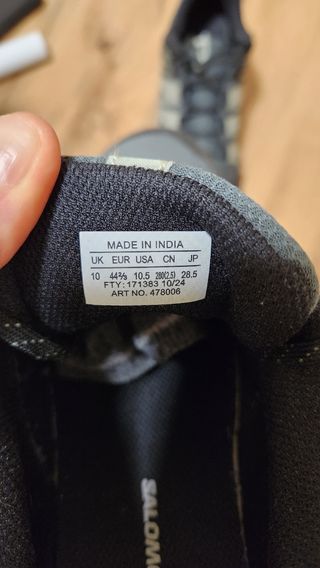 MADE IN INDIA
UK EUR USA CN JP
10 44⅔ 10.5 280(2.5) 28.5
FTY: 171383 10/24
ART NO. 478006
SALOMO